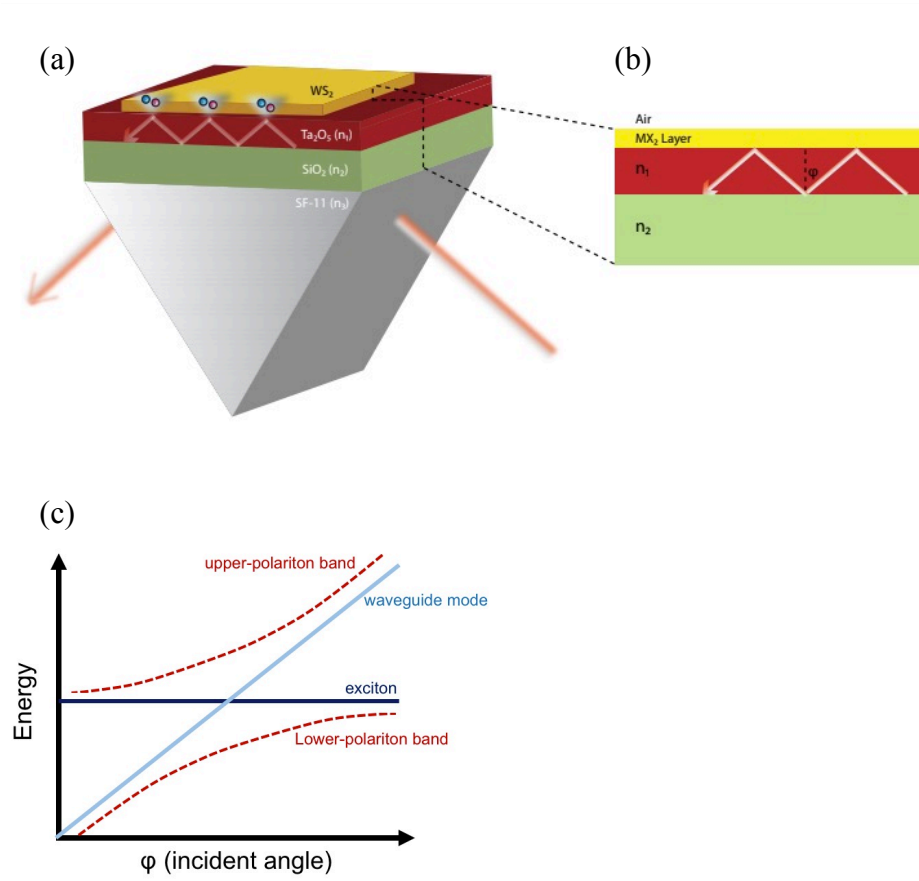 (a)
WS₂
Ta₂O₅ (n₁)
SiO₂ (n₂)
SF-11 (n₃)
(b)
Air
MX₂ Layer
n₁
φ
n₂
(c)
upper-polariton band
waveguide mode
exciton
Lower-polariton band
Energy
φ (incident angle)